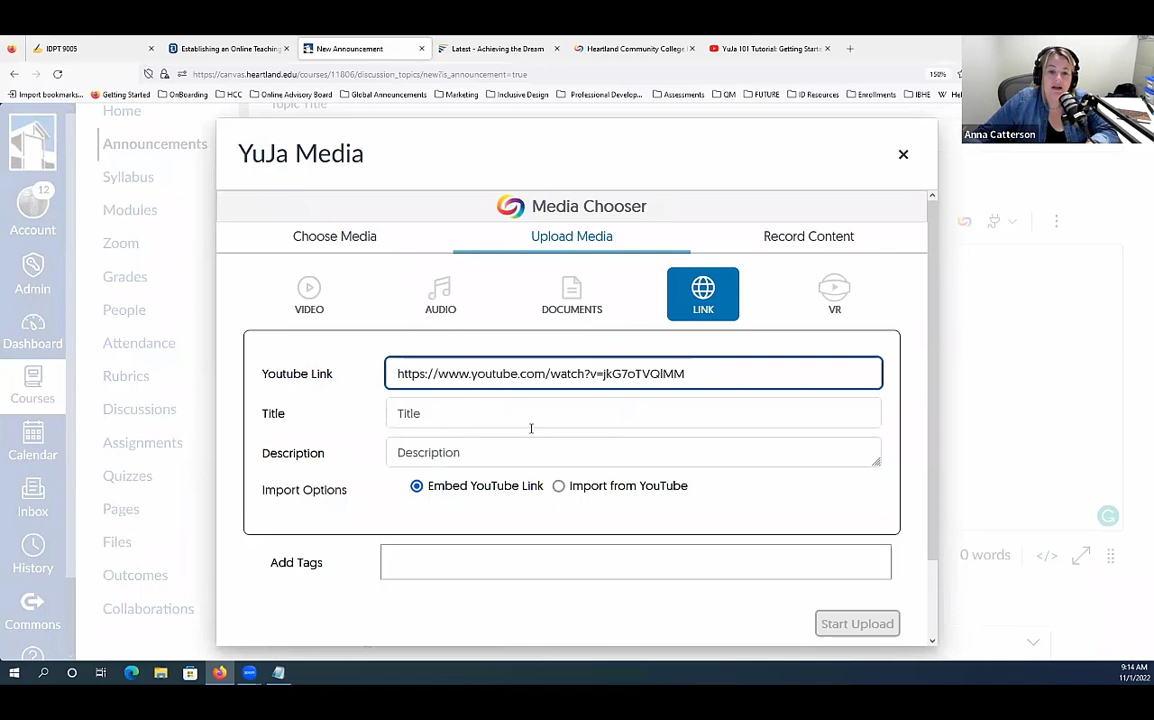 IDPT 9005
Establishing an Online Teaching
New Announcement
Latest - Achieving the Dream
Heartland Community College
YuJa 101 Tutorial: Getting Start
https://canvas.heartland.edu/courses/11806/discussion_topics/new?is_announcement=true
150%
Import bookmarks...
Getting Started
OnBoarding
HCC
Online Advisory Board
Global Announcements
Marketing
Inclusive Design
Professional Develop...
Assessments
QM
FUTURE
ID Resources
Enrollments
IBHE
Anna Catterson
12
Account
Admin
Dashboard
Courses
Calendar
Inbox
History
Commons
Home
Announcements
Syllabus
Modules
Zoom
Grades
People
Attendance
Rubrics
Discussions
Assignments
Quizzes
Pages
Files
Outcomes
Collaborations
Topic Title
YuJa Media
Media Chooser
Choose Media
Upload Media
Record Content
VIDEO
AUDIO
DOCUMENTS
LINK
VR
Youtube Link
https://www.youtube.com/watch?v=jkG7oTVQlMM
Title
Title
Description
Description
Import Options
Embed YouTube Link
Import from YouTube
Add Tags
Start Upload
0 words
</>
9:14 AM
11/1/2022